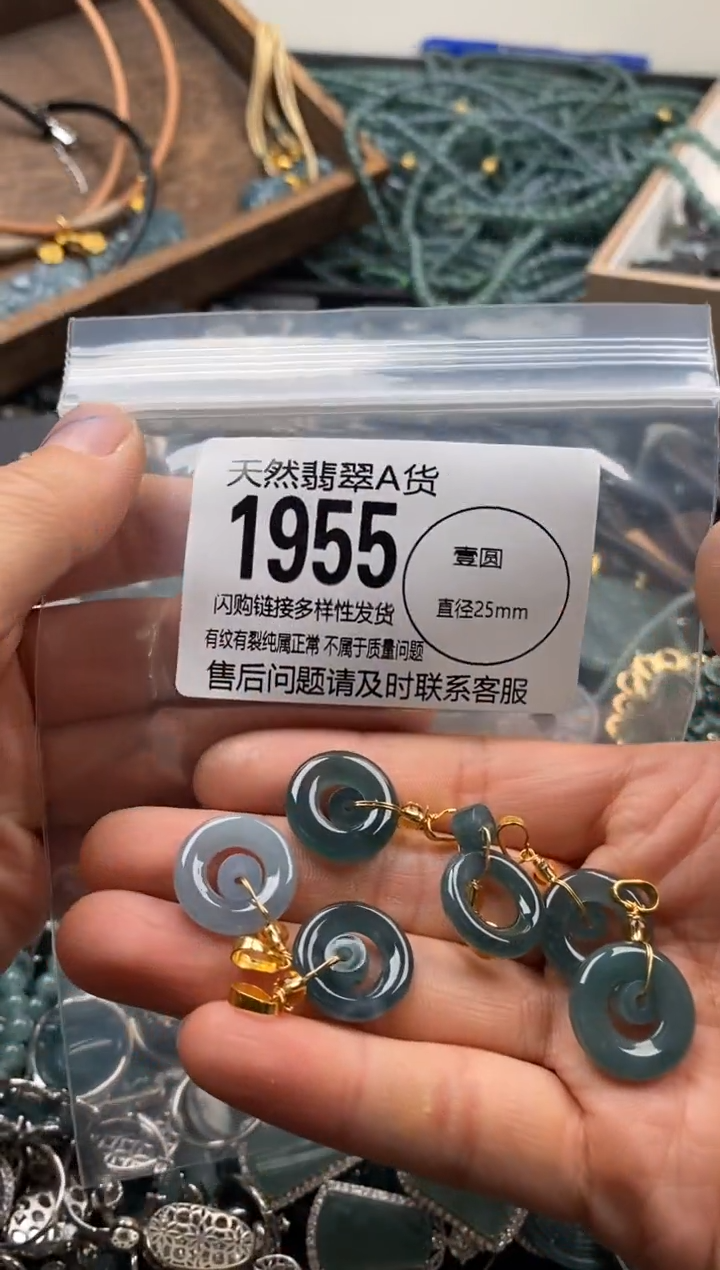 天然翡翠A货
1955
壹圆
直径25mm
闪购链接多样性发货
有纹有裂纯属正常 不属于质量问题
售后问题请及时联系客服